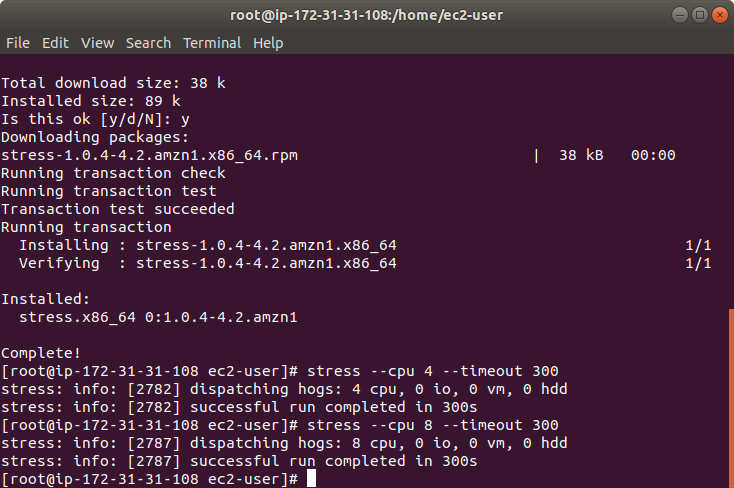 root@ip-172-31-31-108:/home/ec2-user
File Edit View Search Terminal Help
Total download size: 38 k
Installed size: 89 k
Is this ok [y/d/N]: y
Downloading packages:
stress-1.0.4-4.2.amzn1.x86_64.rpm | 38 kB 00:00
Running transaction check
Running transaction test
Transaction test succeeded
Running transaction
  Installing : stress-1.0.4-4.2.amzn1.x86_64 1/1
  Verifying  : stress-1.0.4-4.2.amzn1.x86_64 1/1
Installed:
  stress.x86_64 0:1.0.4-4.2.amzn1
Complete!
[root@ip-172-31-31-108 ec2-user]# stress --cpu 4 --timeout 300
stress: info: [2782] dispatching hogs: 4 cpu, 0 io, 0 vm, 0 hdd
stress: info: [2782] successful run completed in 300s
[root@ip-172-31-31-108 ec2-user]# stress --cpu 8 --timeout 300
stress: info: [2787] dispatching hogs: 8 cpu, 0 io, 0 vm, 0 hdd
stress: info: [2787] successful run completed in 300s
[root@ip-172-31-31-108 ec2-user]#